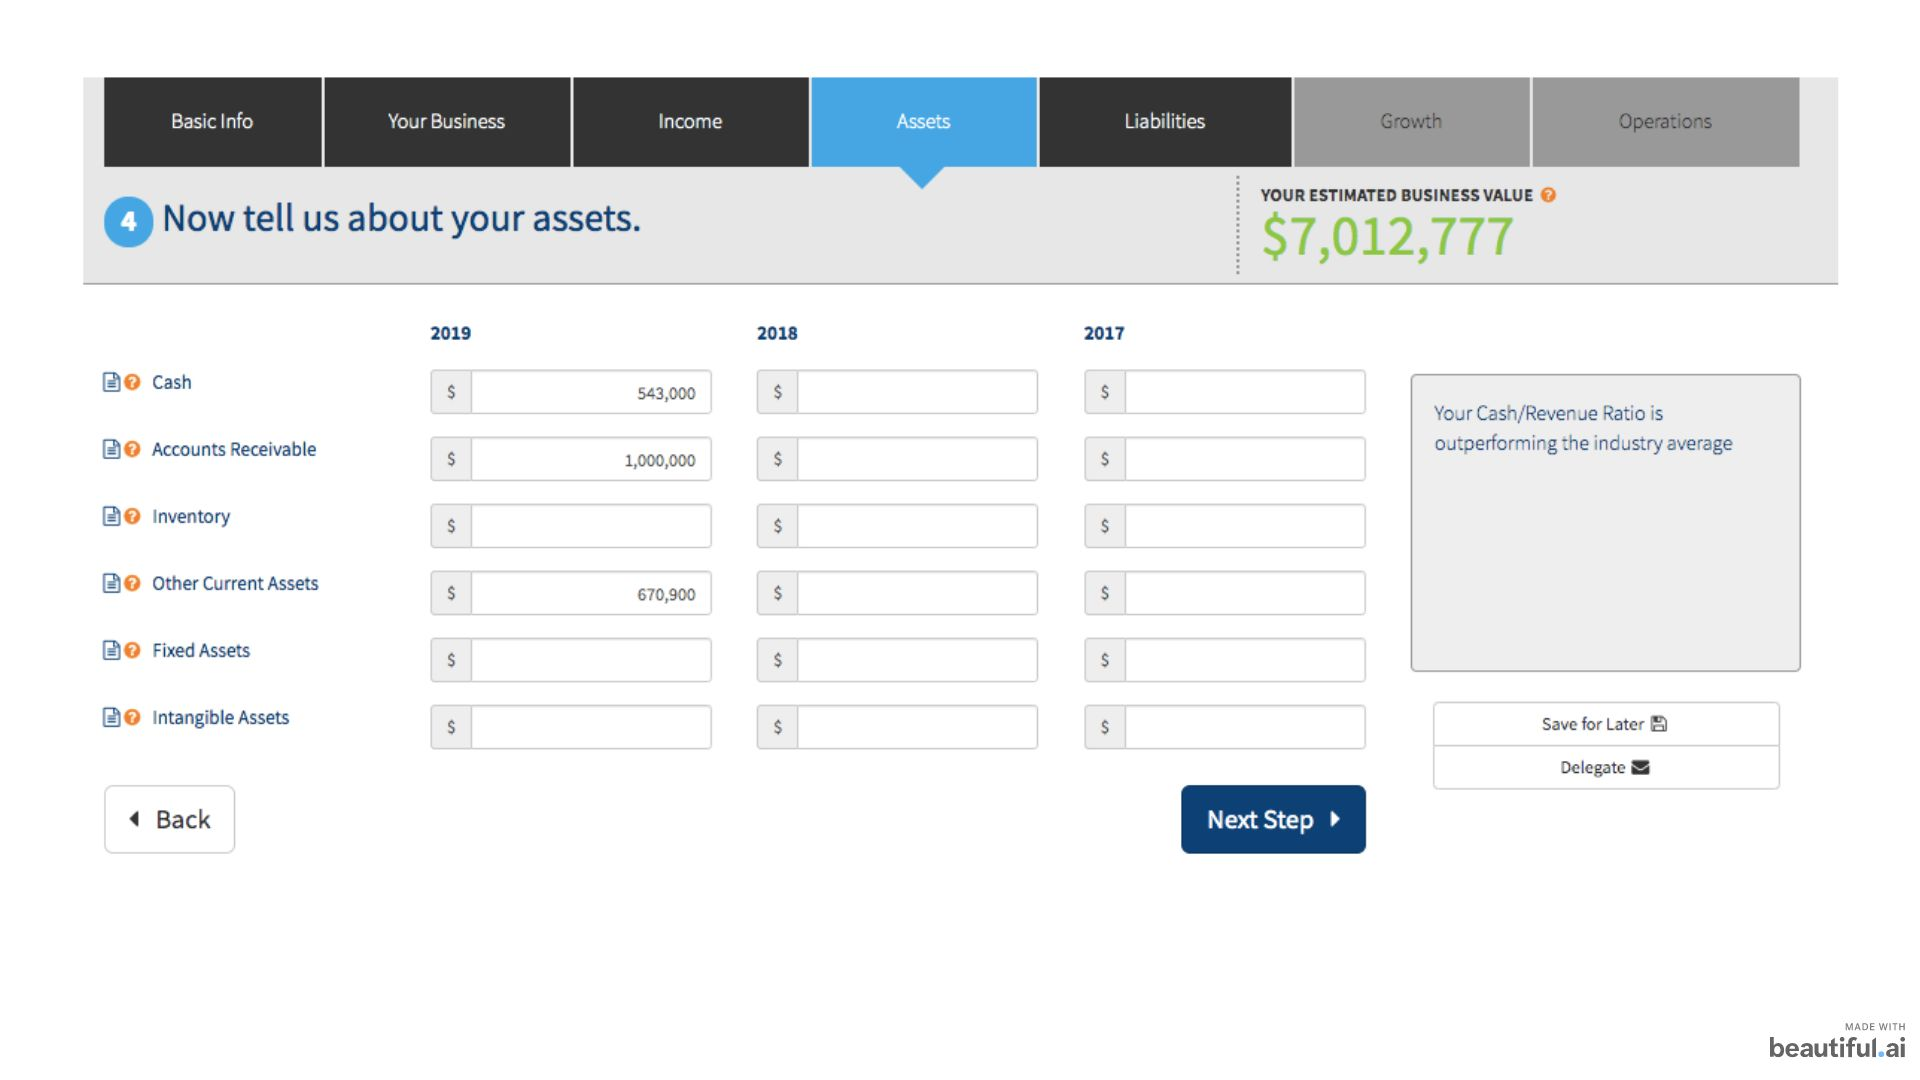 Basic Info Your Business Income Assets Liabilities Growth Operations
4 Now tell us about your assets.
YOUR ESTIMATED BUSINESS VALUE ?
$7,012,777
2019 2018 2017
? Cash $ 543,000 $ $
? Accounts Receivable $ 1,000,000 $ $
? Inventory $ $ $
? Other Current Assets $ 670,900 $ $
? Fixed Assets $ $ $
? Intangible Assets $ $ $
Your Cash/Revenue Ratio is
outperforming the industry average
Save for Later
Delegate
Back
Next Step
MADE WITH
beautiful.ai